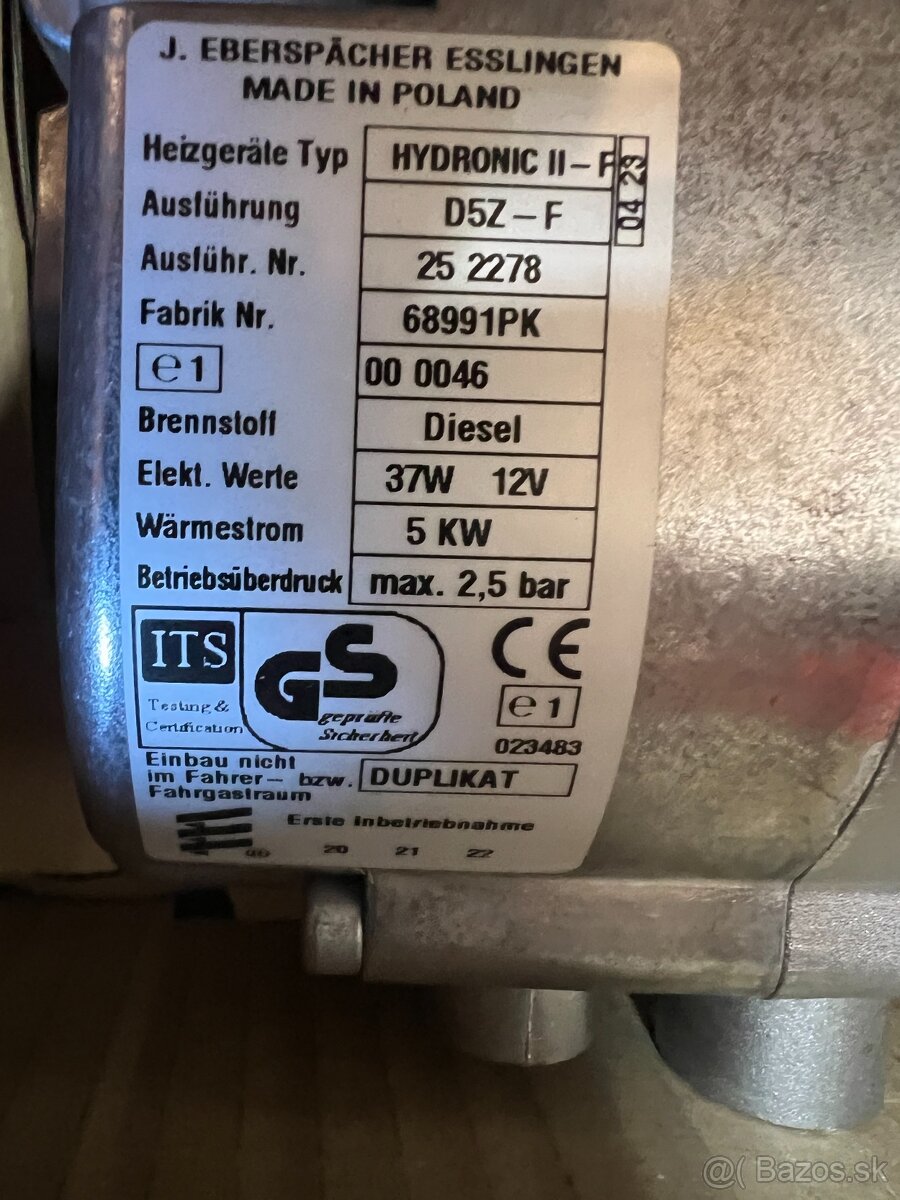 J. EBERSPÄCHER ESSLINGEN
MADE IN POLAND
Heizgeräte Typ HYDRONIC II – F
04 23
Ausführung D5Z – F
Ausführ. Nr. 25 2278
Fabrik Nr. 68991PK
e1 00 0046
Brennstoff Diesel
Elekt. Werte 37W 12V
Wärmestrom 5 KW
Betriebsüberdruck max. 2,5 bar
ITS
Testing &
Certification
GS
geprüfte
Sicherheit
CE
e1
023483
Einbau nicht
im Fahrer– bzw. DUPLIKAT
Fahrgastraum
Erste Inbetriebnahme
20 21 22
@( Bazos.sk